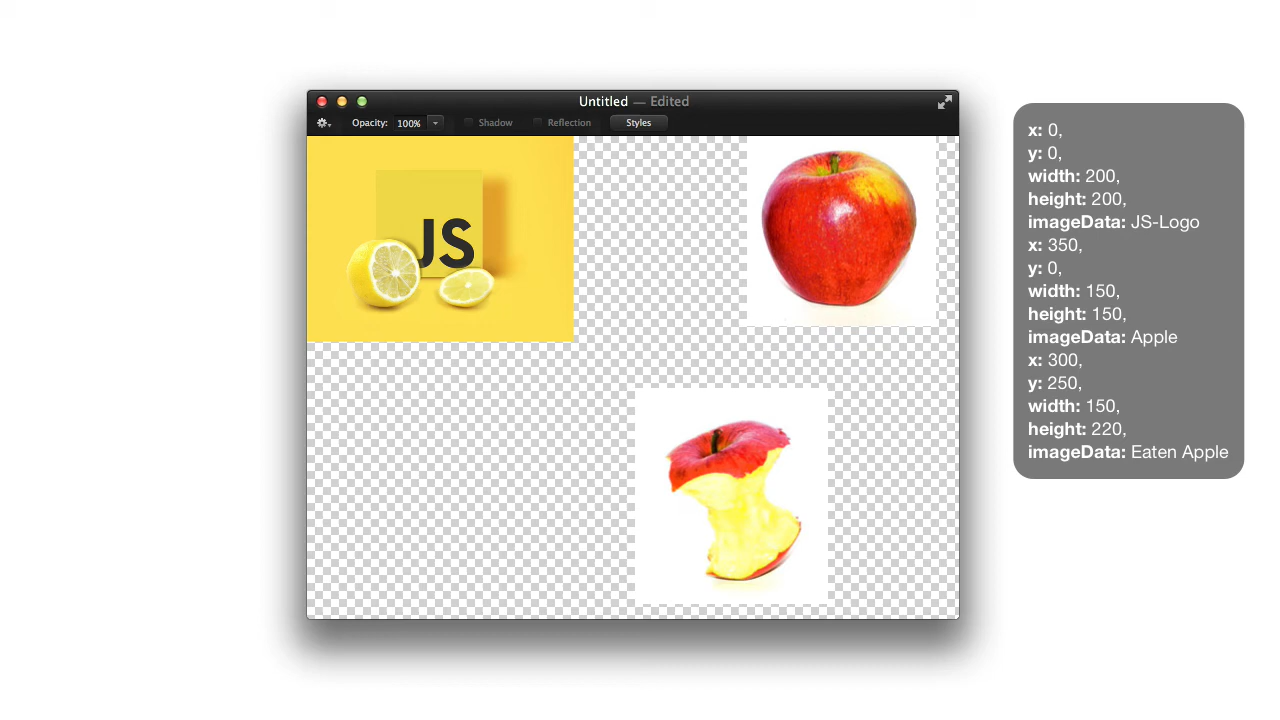 Untitled — Edited
Opacity: 100% Shadow Reflection Styles
JS
x: 0,
y: 0,
width: 200,
height: 200,
imageData: JS-Logo
x: 350,
y: 0,
width: 150,
height: 150,
imageData: Apple
x: 300,
y: 250,
width: 150,
height: 220,
imageData: Eaten Apple